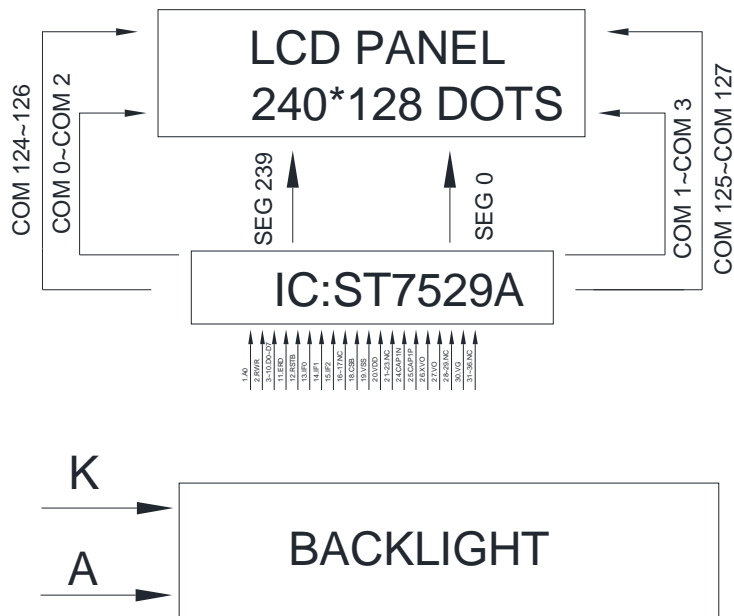 LCD PANEL
240*128 DOTS
COM 124~126
COM 0~COM 2
SEG 239
SEG 0
COM 1~COM 3
COM 125~COM 127
IC:ST7529A
1.A0
2.RWR
3~10.D0~D7
11.ERD
12.RSTB
13.IF0
14.IF1
15.IF2
16~17.NC
18.CSB
19.VSS
20.VDD
21~23.NC
24.CAP1N
25.CAP1P
26.XVO
27.VO
28~29.NC
30.VG
31~36.NC
K
A
BACKLIGHT